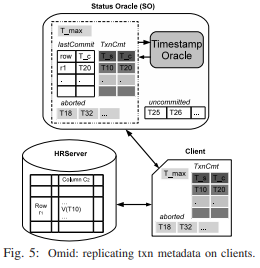 Status Oracle (SO)
T_max
lastCommit TxnCmt
row T_c T_s T_c
r1 T20 T10 T20
. . . .
. . . .
aborted
T18 T32 ...
Timestamp
Oracle
uncommitted
T25 T26 ...
HRServer
Column C₂
Row
r₁
...
V(T10)
...
Client
T_max
TxnCmt
T_s T_c
T10 T20
. .
. .
aborted
T18 T32 ...
Fig. 5: Omid: replicating txn metadata on clients.